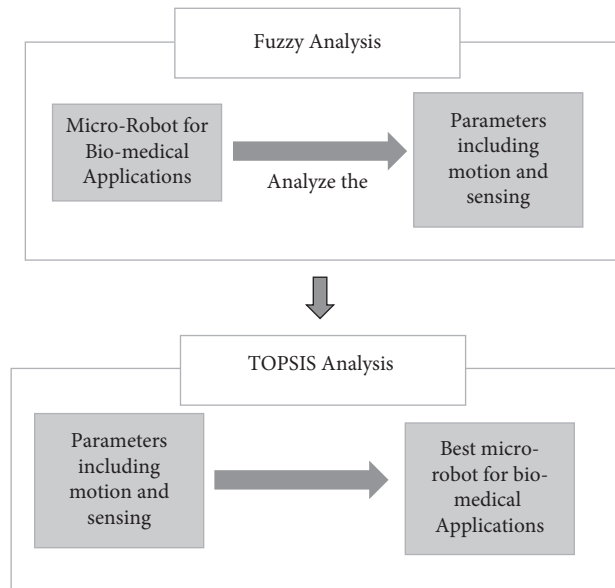 Fuzzy Analysis
Micro-Robot for
Bio-medical
Applications
Analyze the
Parameters
including
motion and
sensing
TOPSIS Analysis
Parameters
including
motion and
sensing
Best micro-
robot for bio-
medical
Applications